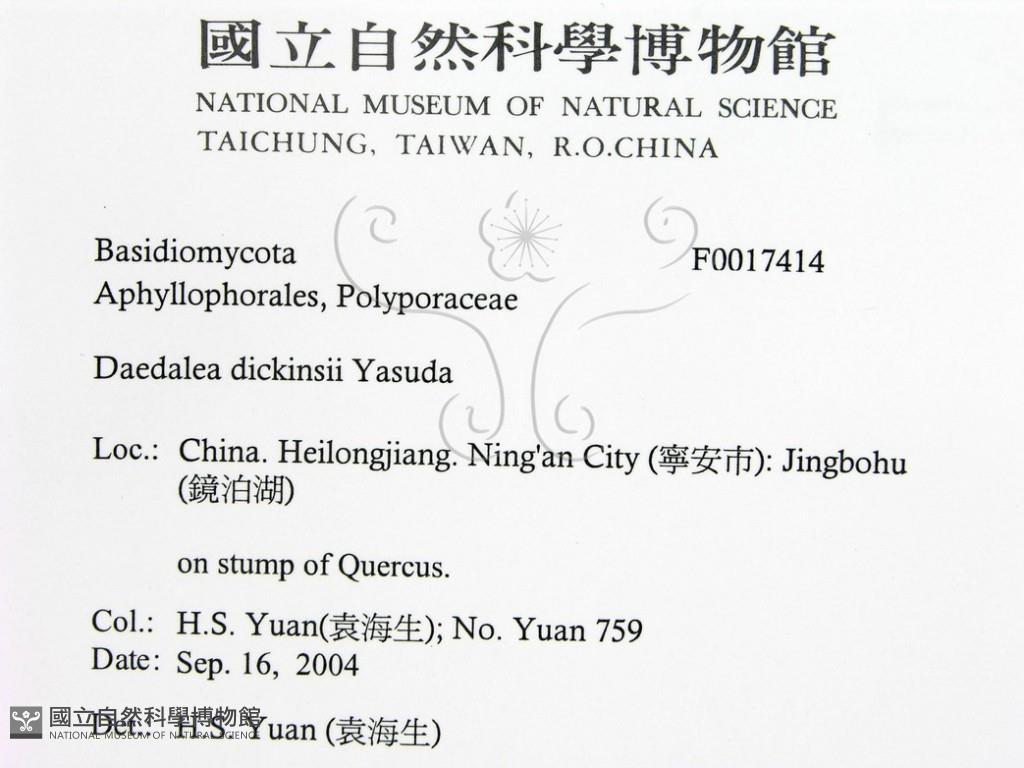 國立自然科學博物館
NATIONAL MUSEUM OF NATURAL SCIENCE
TAICHUNG, TAIWAN, R.O.CHINA
Basidiomycota F0017414
Aphyllophorales, Polyporaceae
Daedalea dickinsii Yasuda
Loc.: China. Heilongjiang. Ning'an City (寧安市): Jingbohu
(鏡泊湖)
on stump of Quercus.
Col.: H.S. Yuan(袁海生); No. Yuan 759
Date: Sep. 16, 2004
Det.: H.S. Yuan (袁海生)
國立自然科學博物館
NATIONAL MUSEUM OF NATURAL SCIENCE